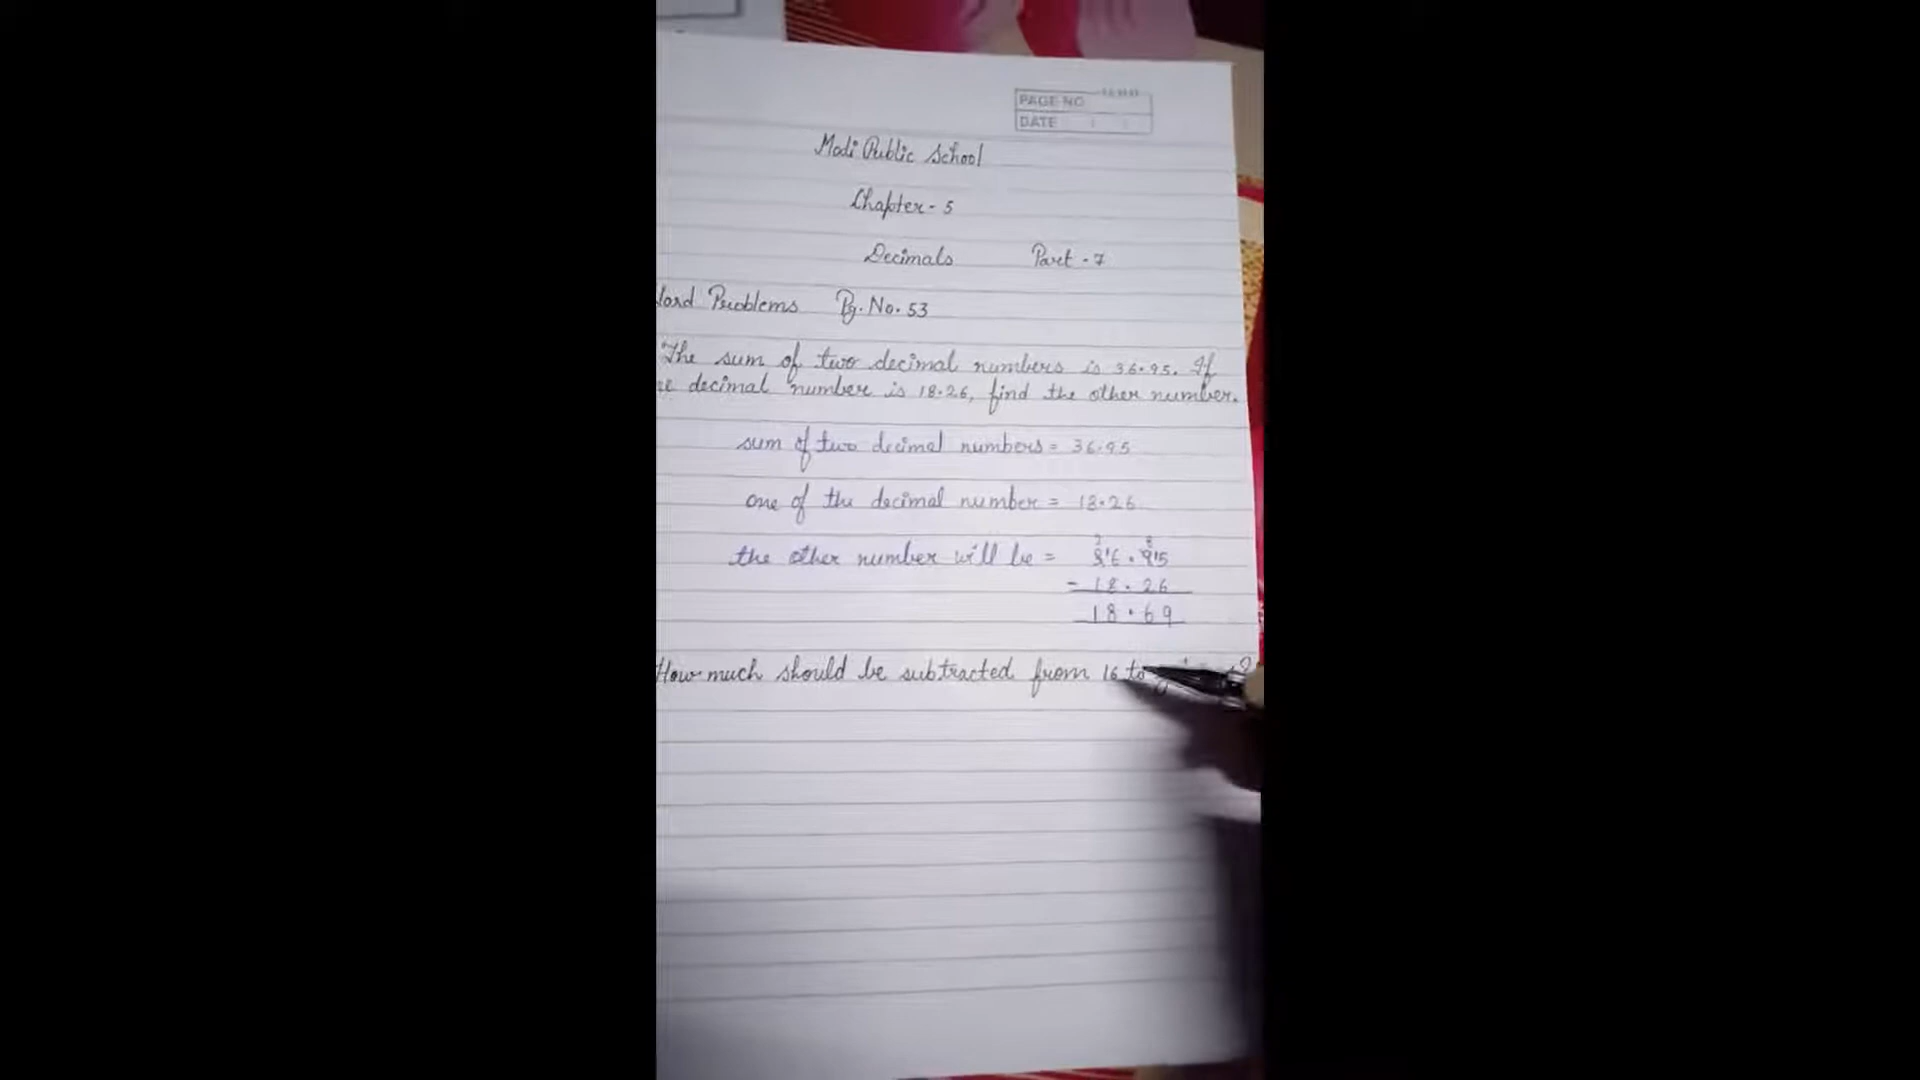 PAGE NO
DATE
Modi Public School
Chapter - 5
Decimals Part - 7
Problems Pg. No. 53
The sum of two decimal numbers is 36.95. If
decimal number is 18.26, find the other number.
sum of two decimal numbers = 36.95
one of the decimal number = 18.26
the other number will be = 36.95
- 18.26
18.69
How much should be subtracted from 16 to